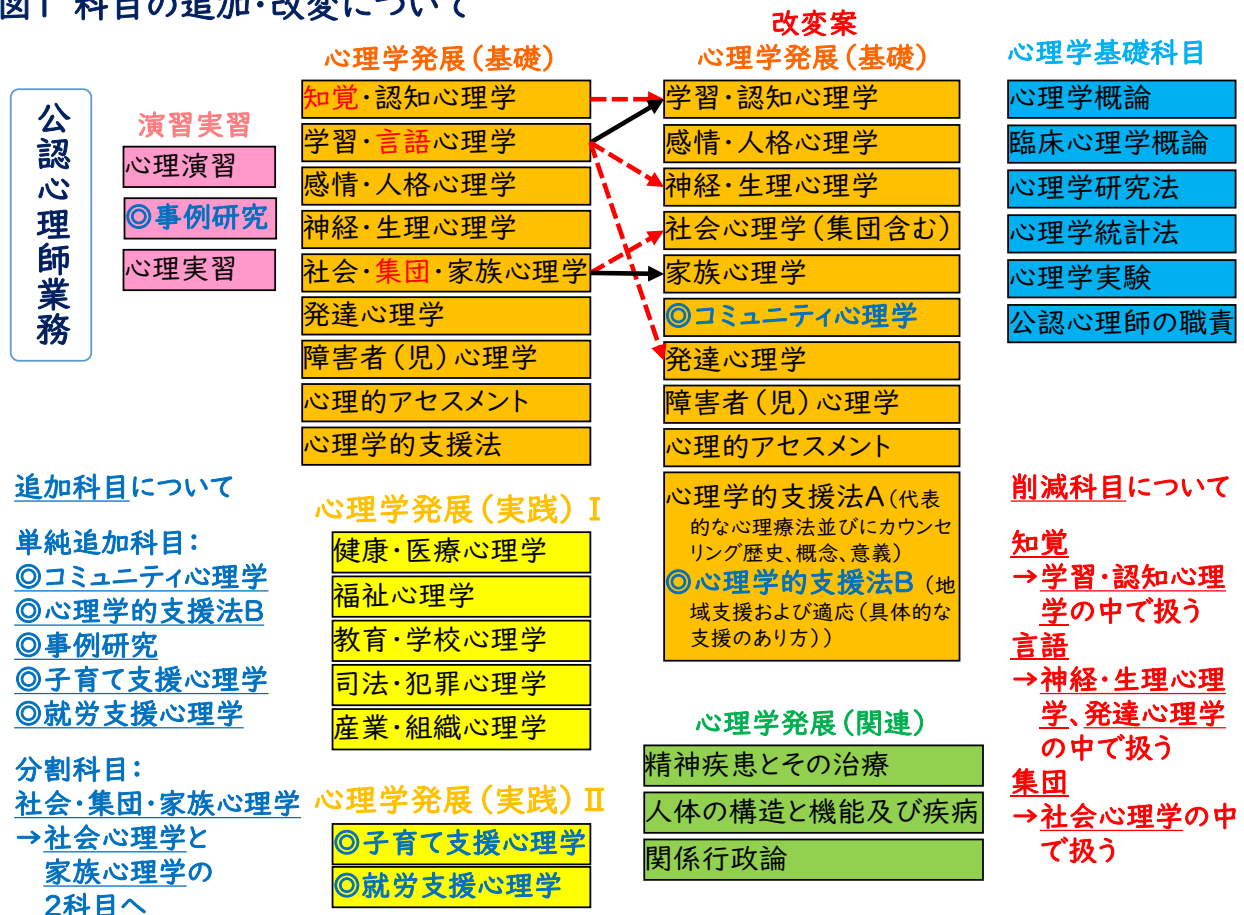 図1 科目の追加・改変について
公認心理師業務
演習実習
心理演習
◎事例研究
心理実習
心理学発展(基礎)
知覚・認知心理学
学習・言語心理学
感情・人格心理学
神経・生理心理学
社会・集団・家族心理学
発達心理学
障害者(児)心理学
心理的アセスメント
心理学的支援法
改変案
心理学発展(基礎)
学習・認知心理学
感情・人格心理学
神経・生理心理学
社会心理学(集団含む)
家族心理学
◎コミュニティ心理学
発達心理学
障害者(児)心理学
心理的アセスメント
心理学的支援法A(代表
的な心理療法並びにカウンセ
リング歴史、概念、意義)
◎心理学的支援法B(地
域支援および適応(具体的な
支援のあり方))
心理学基礎科目
心理学概論
臨床心理学概論
心理学研究法
心理学統計法
心理学実験
公認心理師の職責
追加科目について
単純追加科目:
◎コミュニティ心理学
◎心理学的支援法B
◎事例研究
◎子育て支援心理学
◎就労支援心理学
分割科目:
社会・集団・家族心理学
→社会心理学と
家族心理学の
2科目へ
心理学発展(実践)Ⅰ
健康・医療心理学
福祉心理学
教育・学校心理学
司法・犯罪心理学
産業・組織心理学
心理学発展(実践)Ⅱ
◎子育て支援心理学
◎就労支援心理学
心理学発展(関連)
精神疾患とその治療
人体の構造と機能及び疾病
関係行政論
削減科目について
知覚
→学習・認知心理
学の中で扱う
言語
→神経・生理心理
学、発達心理学
の中で扱う
集団
→社会心理学の中
で扱う